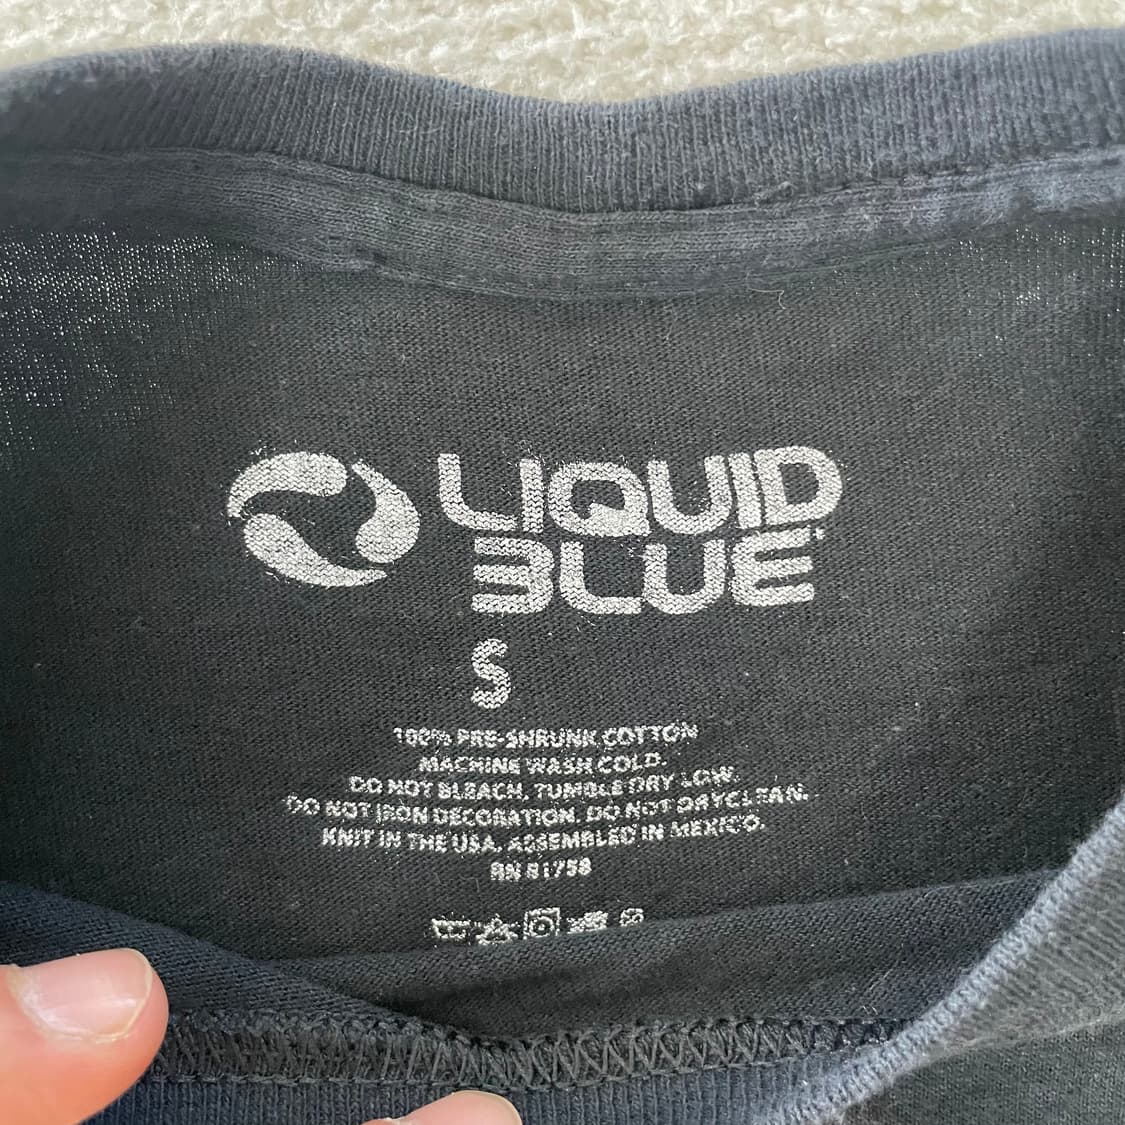 LIQUID
BLUE
S
100% PRE-SHRUNK COTTON
MACHINE WASH COLD.
DO NOT BLEACH. TUMBLE DRY LOW.
DO NOT IRON DECORATION. DO NOT DRYCLEAN.
KNIT IN THE USA. ASSEMBLED IN MEXICO.
RN 81758